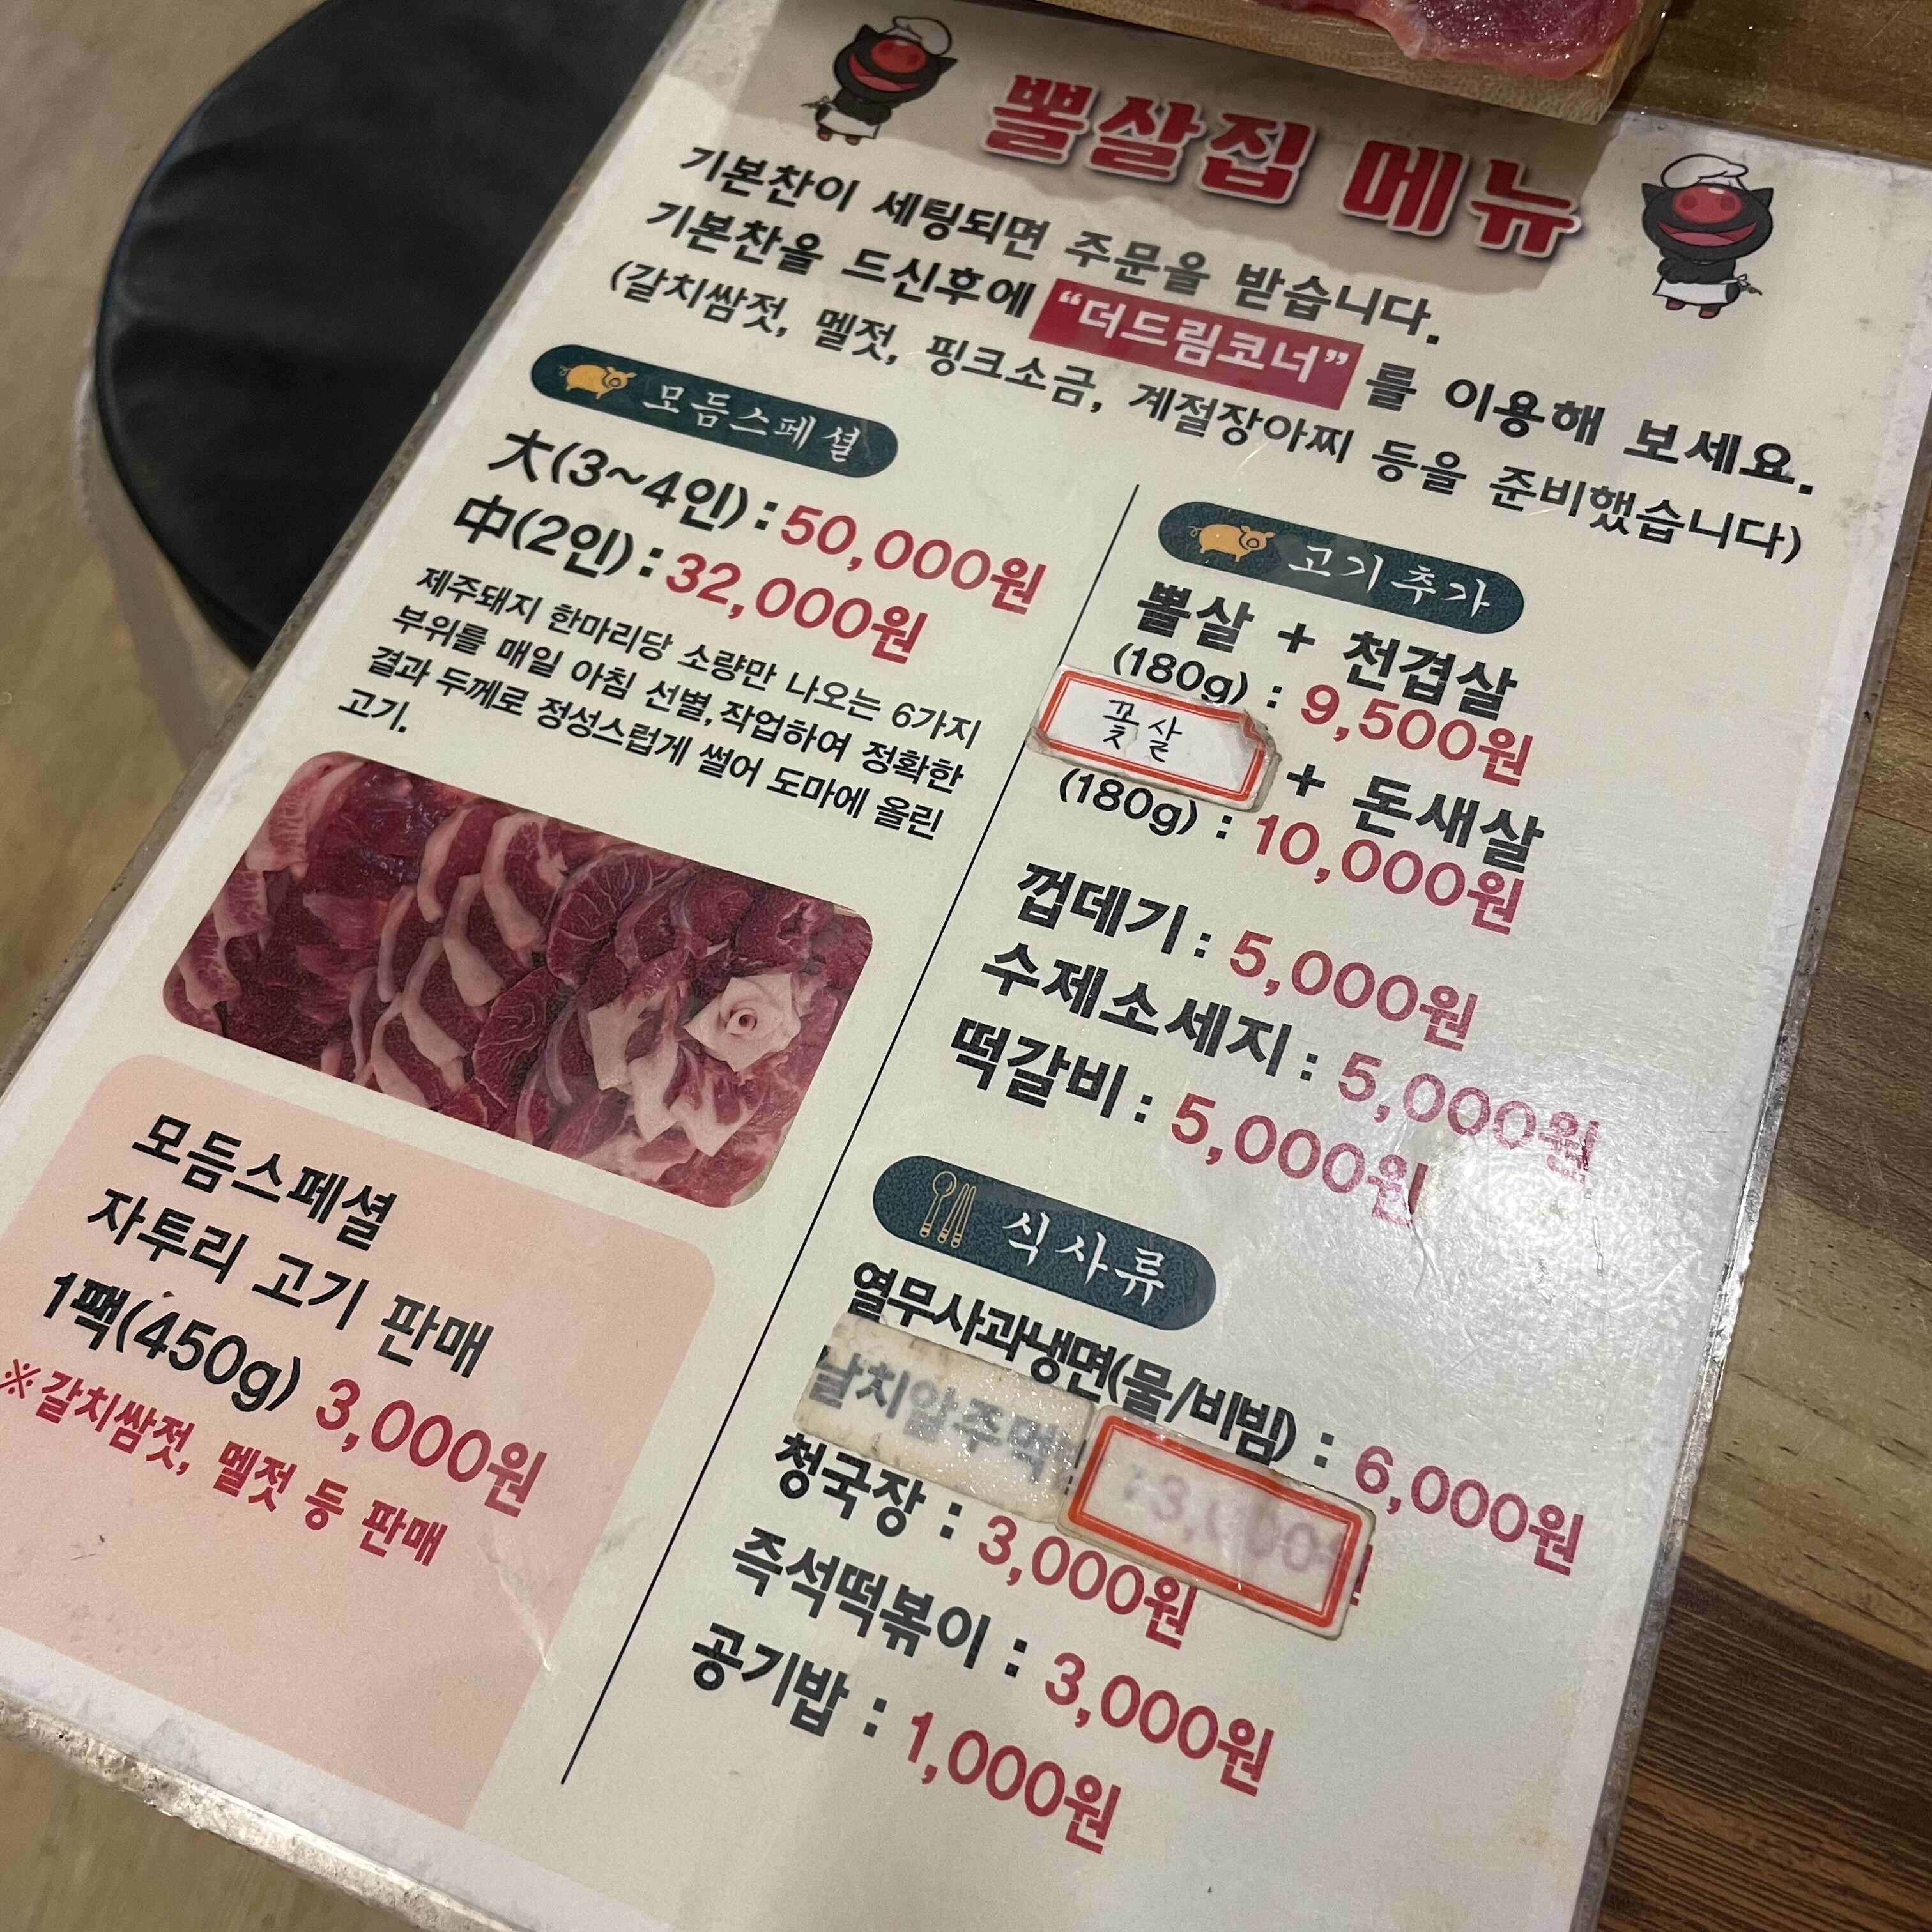 뽈살집 메뉴
기본찬이 세팅되면 주문을 받습니다.
기본찬을 드신후에 “더드림코너” 를 이용해 보세요.
(갈치쌈젓, 멜젓, 핑크소금, 계절장아찌 등을 준비했습니다)
모듬스페셜
大(3~4인) : 50,000원
中(2인) : 32,000원
제주돼지 한마리당 소량만 나오는 6가지
부위를 매일 아침 선별,작업하여 정확한
결과 두께로 정성스럽게 썰어 도마에 올린
고기.
모듬스페셜
자투리 고기 판매
1팩(450g) 3,000원
※갈치쌈젓, 멜젓 등 판매
고기추가
뽈살 + 천겹살
(180g) : 9,500원
꽃살 + 돈새살
(180g) : 10,000원
껍데기 : 5,000원
수제소세지 : 5,000원
떡갈비 : 5,000원
식사류
열무사과냉면(물/비빔) : 6,000원
날치알주먹 : 3,000원
청국장 : 3,000원
즉석떡볶이 : 3,000원
공기밥 : 1,000원